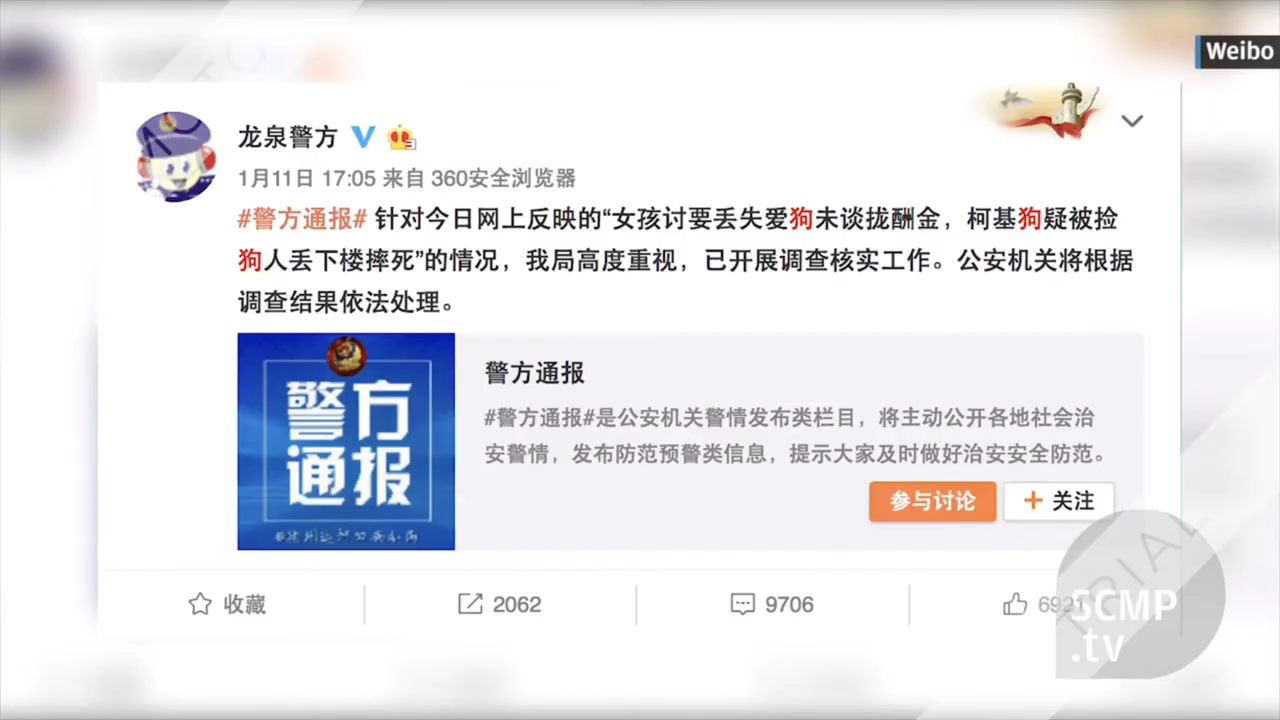 Weibo
龙泉警方
1月11日 17:05 来自 360安全浏览器
#警方通报# 针对今日网上反映的“女孩讨要丢失爱狗未谈拢酬金，柯基狗疑被捡
狗人丢下楼摔死”的情况，我局高度重视，已开展调查核实工作。公安机关将根据
调查结果依法处理。
警方
通报
警方通报
#警方通报#是公安机关警情发布类栏目，将主动公开各地社会治
安警情，发布防范预警类信息，提示大家及时做好治安安全防范。
参与讨论
+ 关注
收藏
2062
9706
SCMP
.tv
TRIAL